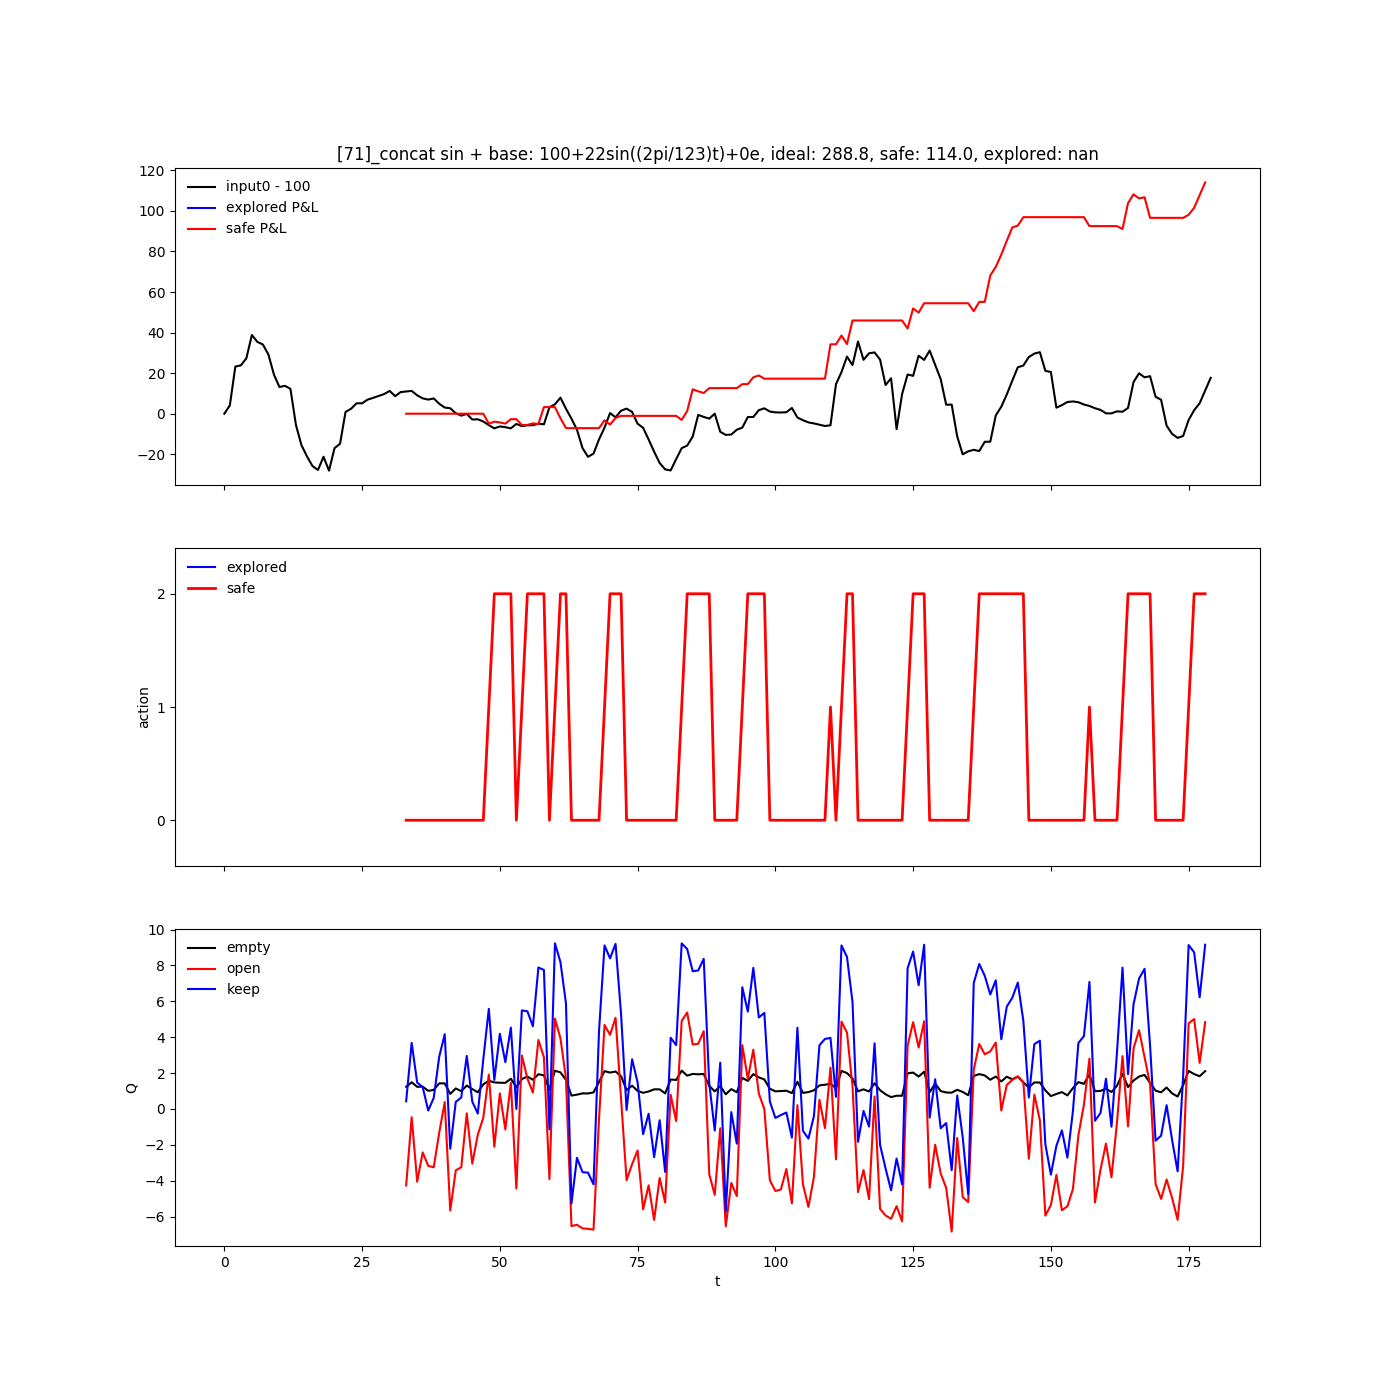 [71]_concat sin + base: 100+22sin((2pi/123)t)+0e, ideal: 288.8, safe: 114.0, explored: nan
120
100
80
60
40
20
0
−20
input0 - 100
explored P&L
safe P&L
action
2
1
0
explored
safe
Q
10
8
6
4
2
0
−2
−4
−6
empty
open
keep
0 25 50 75 100 125 150 175
t